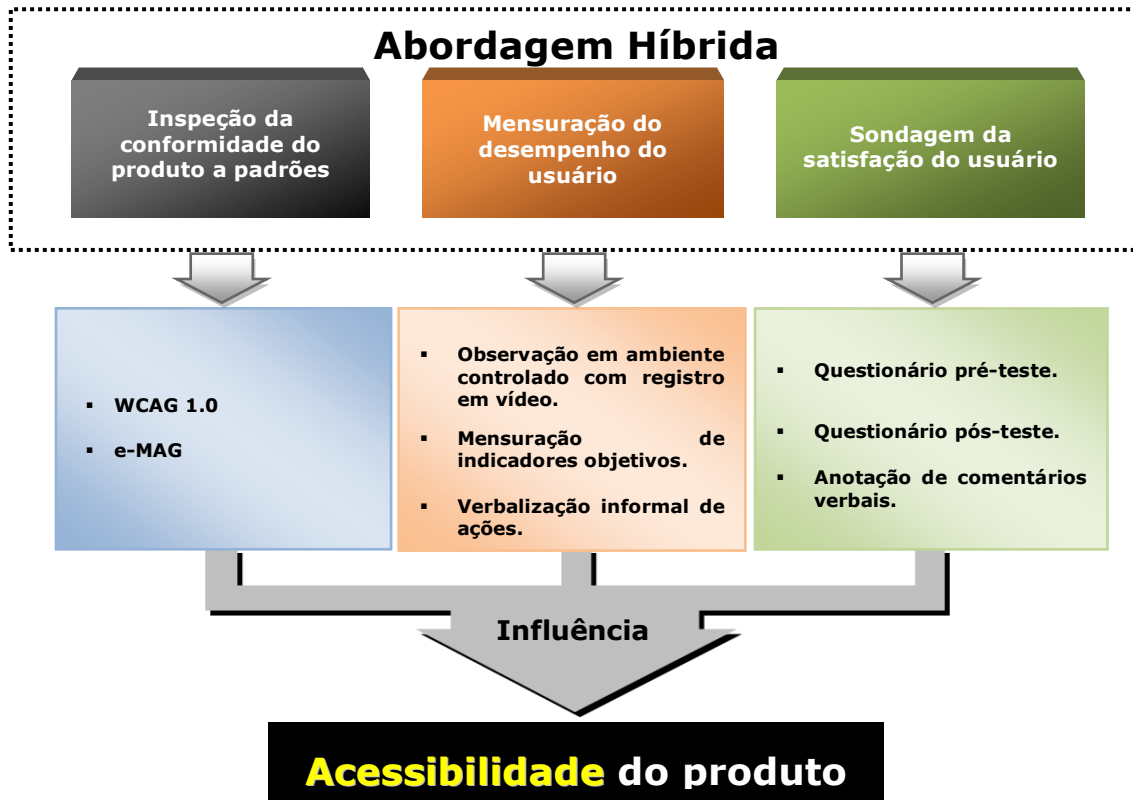 Abordagem Híbrida
Inspeção da
conformidade do
produto a padrões
Mensuração do
desempenho do
usuário
Sondagem da
satisfação do usuário
▪ WCAG 1.0
▪ e-MAG
▪ Observação em ambiente
controlado com registro
em vídeo.
▪ Mensuração de
indicadores objetivos.
▪ Verbalização informal de
ações.
▪ Questionário pré-teste.
▪ Questionário pós-teste.
▪ Anotação de comentários
verbais.
Influência
Acessibilidade do produto